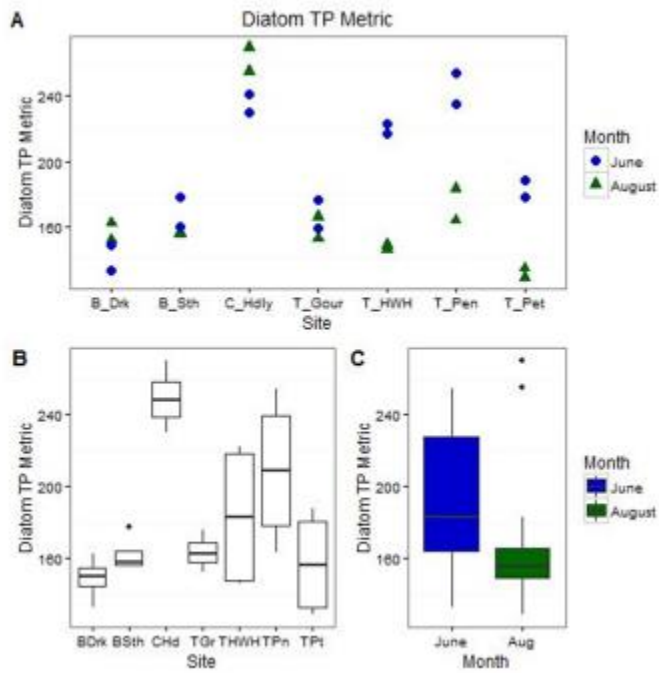 A
Diatom TP Metric
Diatom TP Metric
240
200
160
B_Drk B_Sth C_Hdly T_Gour T_HWH T_Pen T_Pet
Site
Month
June
August
B
Diatom TP Metric
240
200
160
BDrk BSth CHd TGr THWH TPn TPt
Site
C
Diatom TP Metric
240
200
160
June Aug
Month
Month
June
August